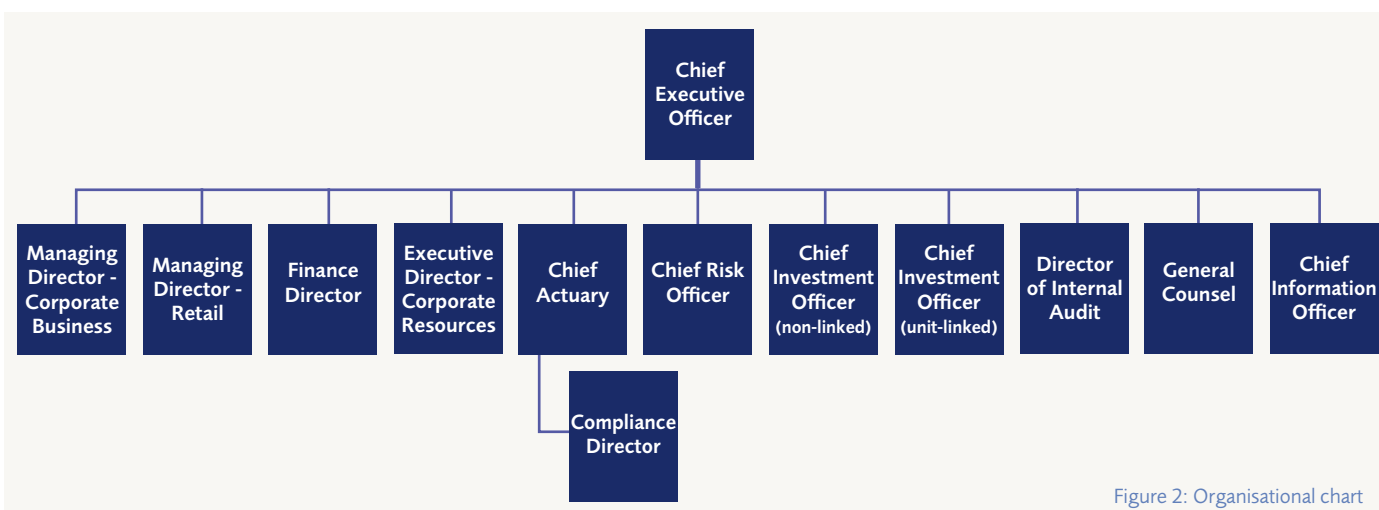 Chief
Executive
Officer
Managing
Director -
Corporate
Business
Managing
Director -
Retail
Finance
Director
Executive
Director -
Corporate
Resources
Chief
Actuary
Chief Risk
Officer
Chief
Investment
Officer
(non-linked)
Chief
Investment
Officer
(unit-linked)
Director
of Internal
Audit
General
Counsel
Chief
Information
Officer
Compliance
Director
Figure 2: Organisational chart